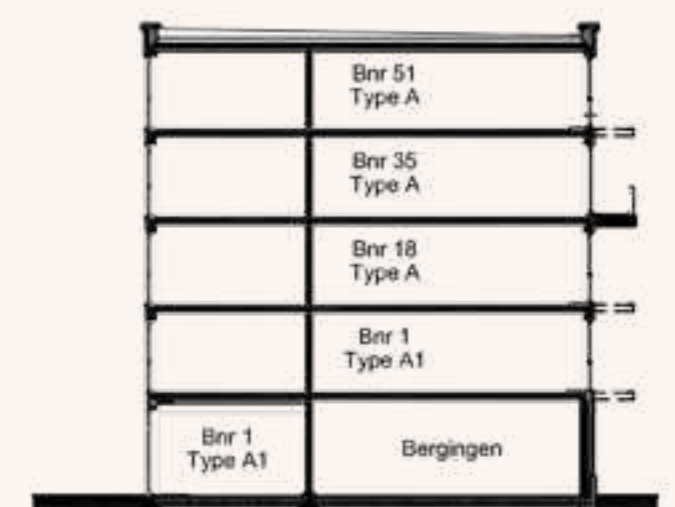 Bnr 51
Type A
Bnr 35
Type A
Bnr 18
Type A
Bnr 1
Type A1
Bnr 1
Type A1
Bergingen